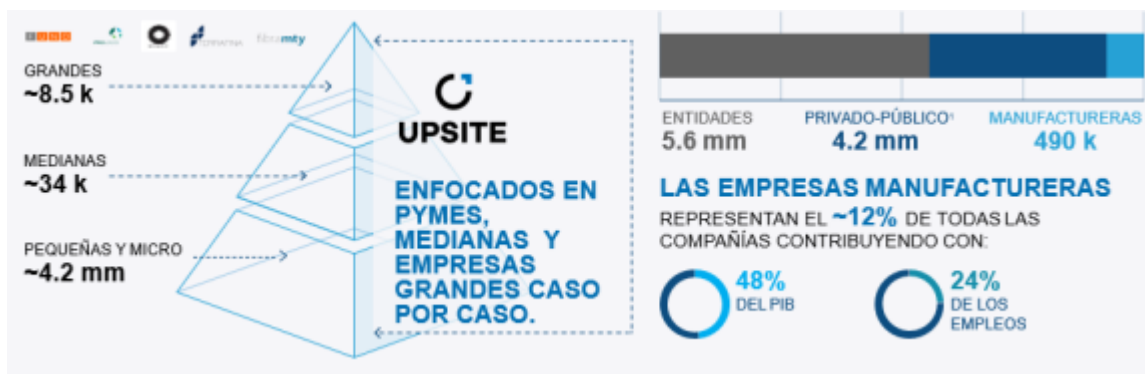 GRANDES
~8.5 k
MEDIANAS
~34 k
PEQUEÑAS Y MICRO
~4.2 mm
UPSITE
ENFOCADOS EN
PYMES,
MEDIANAS Y
EMPRESAS
GRANDES CASO
POR CASO.
ENTIDADES
5.6 mm
PRIVADO-PÚBLICO¹
4.2 mm
MANUFACTURERAS
490 k
LAS EMPRESAS MANUFACTURERAS
REPRESENTAN EL ~12% DE TODAS LAS
COMPAÑÍAS CONTRIBUYENDO CON:
48%
DEL PIB
24%
DE LOS
EMPLEOS